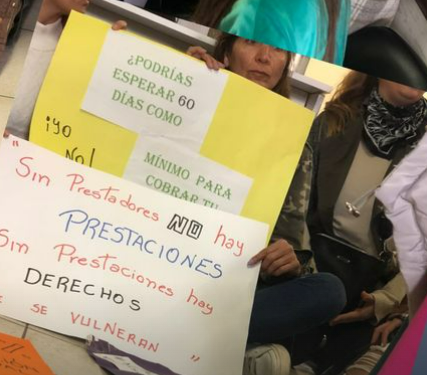 ¿PODRÍAS
ESPERAR 60
DÍAS COMO
MÍNIMO PARA
COBRAR TU
¡Yo
No!
"Sin Prestadores NO hay
PRESTACIONES
Sin Prestaciones hay
DERECHOS
SE VULNERAN "